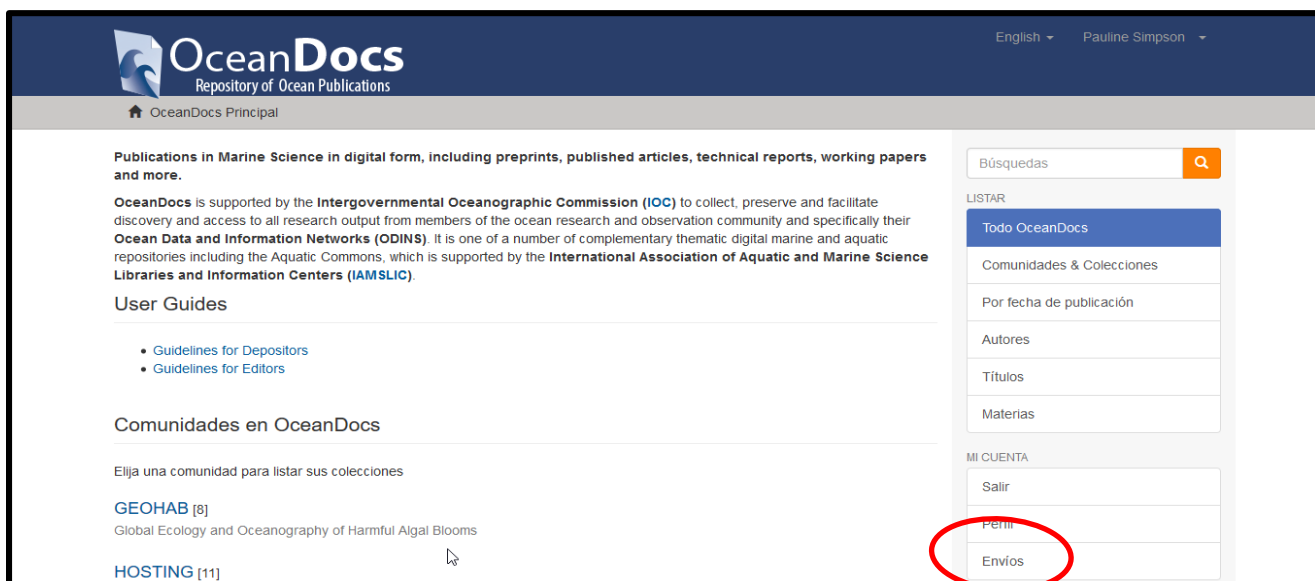 OceanDocs
Repository of Ocean Publications
English
Pauline Simpson
OceanDocs Principal
Publications in Marine Science in digital form, including preprints, published articles, technical reports, working papers
and more.
OceanDocs is supported by the Intergovernmental Oceanographic Commission (IOC) to collect, preserve and facilitate
discovery and access to all research output from members of the ocean research and observation community and specifically their
Ocean Data and Information Networks (ODINS). It is one of a number of complementary thematic digital marine and aquatic
repositories including the Aquatic Commons, which is supported by the International Association of Aquatic and Marine Science
Libraries and Information Centers (IAMSLIC).
User Guides
Guidelines for Depositors
Guidelines for Editors
Comunidades en OceanDocs
Elija una comunidad para listar sus colecciones
GEOHAB [8]
Global Ecology and Oceanography of Harmful Algal Blooms
HOSTING [11]
Búsquedas
LISTAR
Todo OceanDocs
Comunidades & Colecciones
Por fecha de publicación
Autores
Títulos
Materias
MI CUENTA
Salir
Perfil
Envíos